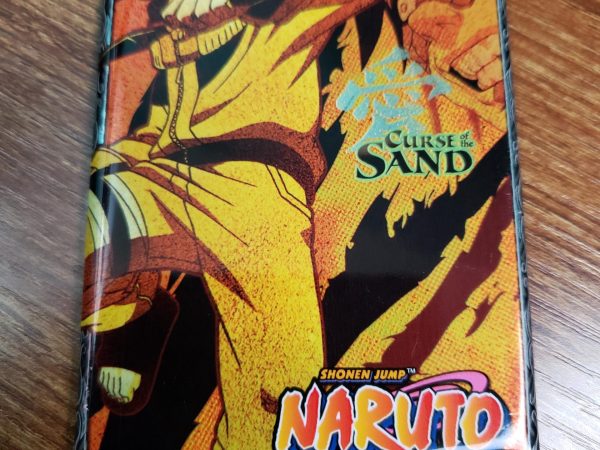 愛
CURSE of the
SAND
SHONEN JUMP™
NARUTO